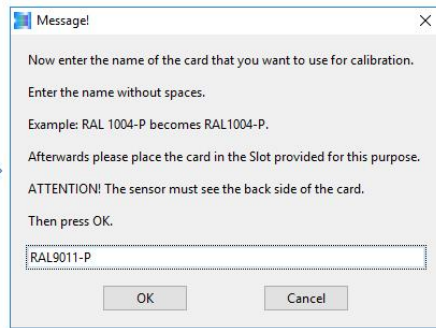 Message!
Now enter the name of the card that you want to use for calibration.
Enter the name without spaces.
Example: RAL 1004-P becomes RAL1004-P.
Afterwards please place the card in the Slot provided for this purpose.
ATTENTION! The sensor must see the back side of the card.
Then press OK.
RAL9011-P
OK Cancel